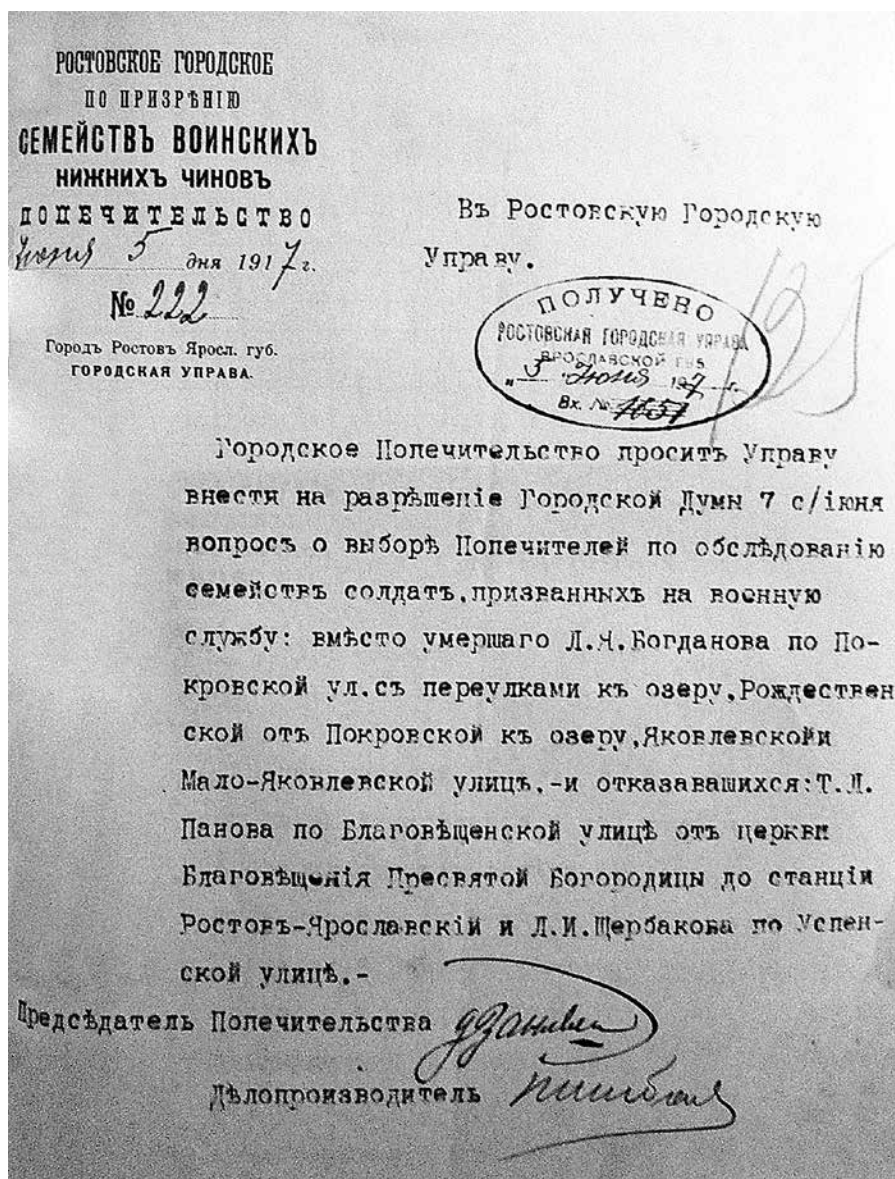 РОСТОВСКОЕ ГОРОДСКОЕ
ПО ПРИЗРѢНІЮ
СЕМЕЙСТВЪ ВОИНСКИХЪ
НИЖНИХЪ ЧИНОВЪ
ПОПЕЧИТЕЛЬСТВО
Июня 5 дня 1917 г.
№ 222
Городъ Ростовъ Яросл. губ.
ГОРОДСКАЯ УПРАВА.
Въ Ростовскую Городскую
Управу.
ПОЛУЧЕНО
РОСТОВСКАЯ ГОРОДСКАЯ УПРАВА
ЯРОСЛАВСКОЙ ГУБ.
„ 5 Июня 1917 г.
Вх. №
125
Городское Попечительство проситъ Управу
внести на разрѣшеніе Городской Думы 7 с/іюня
вопросъ о выборѣ Попечителей по обслѣдованію
семействъ солдатъ,призванныхъ на военную
службу: вмѣсто умершаго Л.Я.Богданова по По-
кровской ул.съ переулками къ озеру,Рождествен
ской отъ Покровской къ озеру,Яковлевскойи
Мало-Яковлевской улицъ,-и отказавашихся:Т.Л.
Панова по Благовѣщенской улицѣ отъ церкви
Благовѣщенія Пресвятой Богородицы до станціи
Ростовъ-Ярославскій и Л.И.Щербакова по Успен-
ской улицѣ.-
Предсѣдатель Попечительства
Дѣлопроизводитель